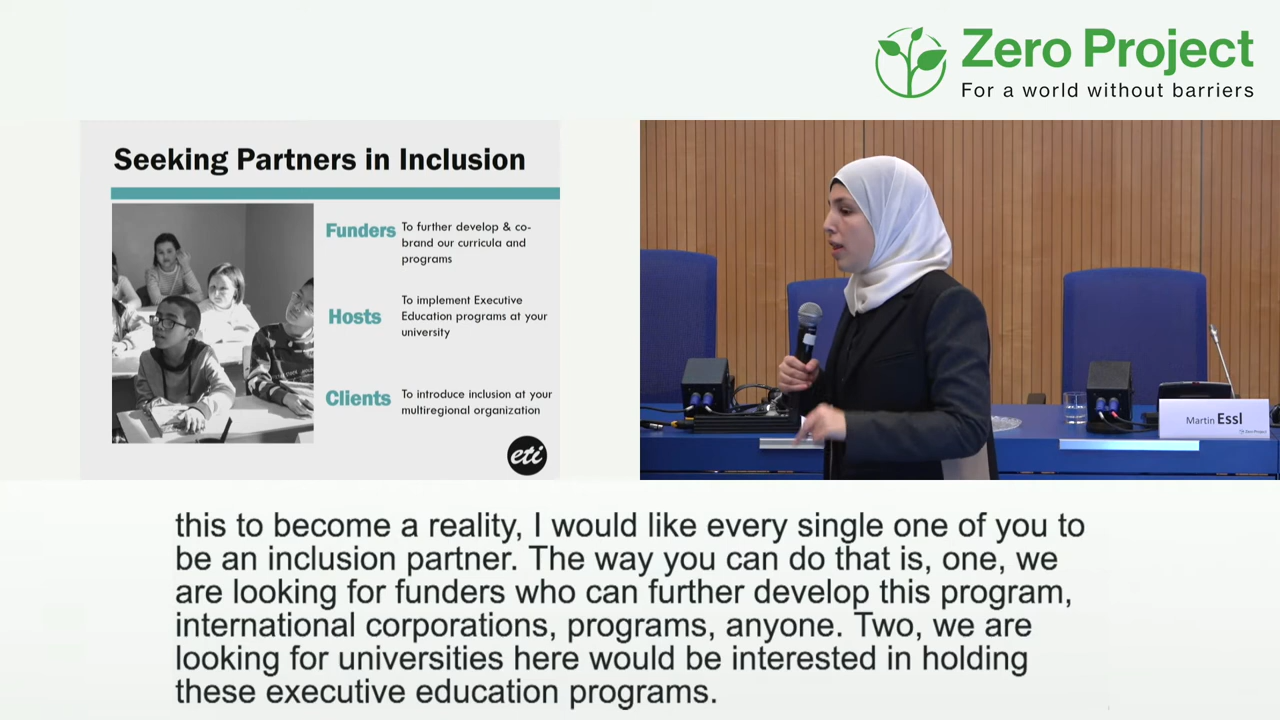 Zero Project
For a world without barriers
Seeking Partners in Inclusion
Funders
To further develop & co-
brand our curricula and
programs
Hosts
To implement Executive
Education programs at your
university
Clients
To introduce inclusion at your
multiregional organization
eti
Martin Essl
this to become a reality, I would like every single one of you to
be an inclusion partner. The way you can do that is, one, we
are looking for funders who can further develop this program,
international corporations, programs, anyone. Two, we are
looking for universities here would be interested in holding
these executive education programs.